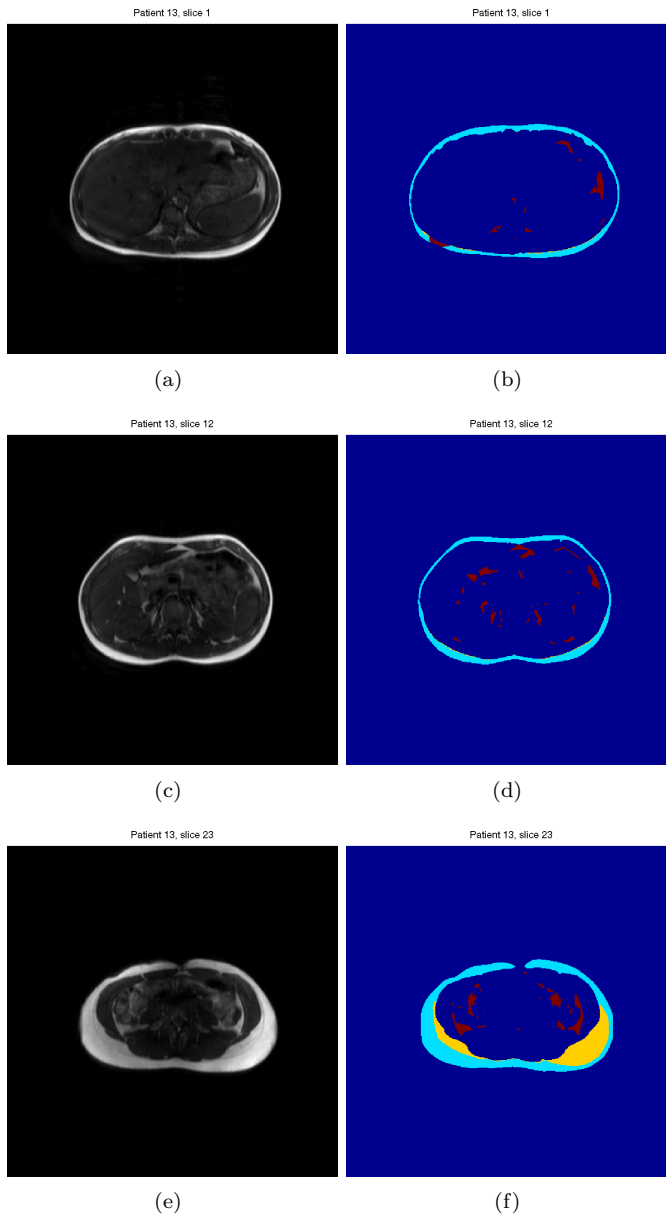 Patient 13, slice 1
Patient 13, slice 1
(a)
(b)
Patient 13, slice 12
Patient 13, slice 12
(c)
(d)
Patient 13, slice 23
Patient 13, slice 23
(e)
(f)